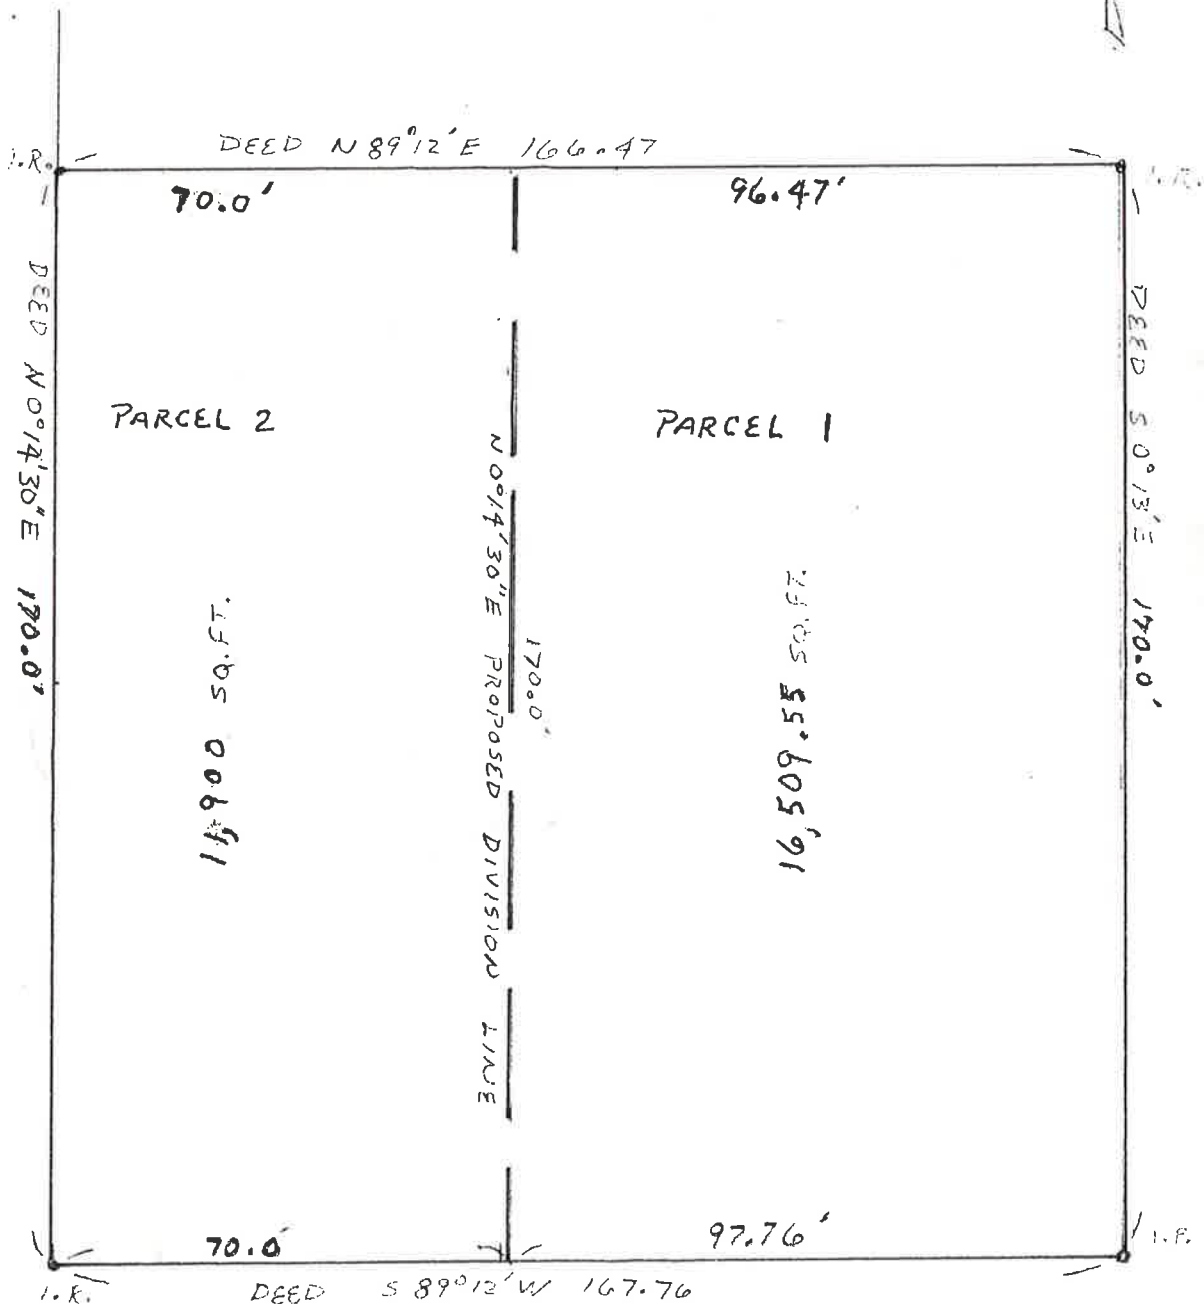 DEED N 89°12' E 166.47
I.R.
I.R.
70.0'
96.47'
DEED N 0°14'30" E 170.0'
DEED S 0°13' E 170.0'
PARCEL 2
PARCEL 1
N 0°14'30" E PROPOSED DIVISION LINE
170.0'
11,900 SQ.FT.
16,509.55 SQ.FT.
70.0'
97.76'
I.R.
DEED S 89°12' W 167.76